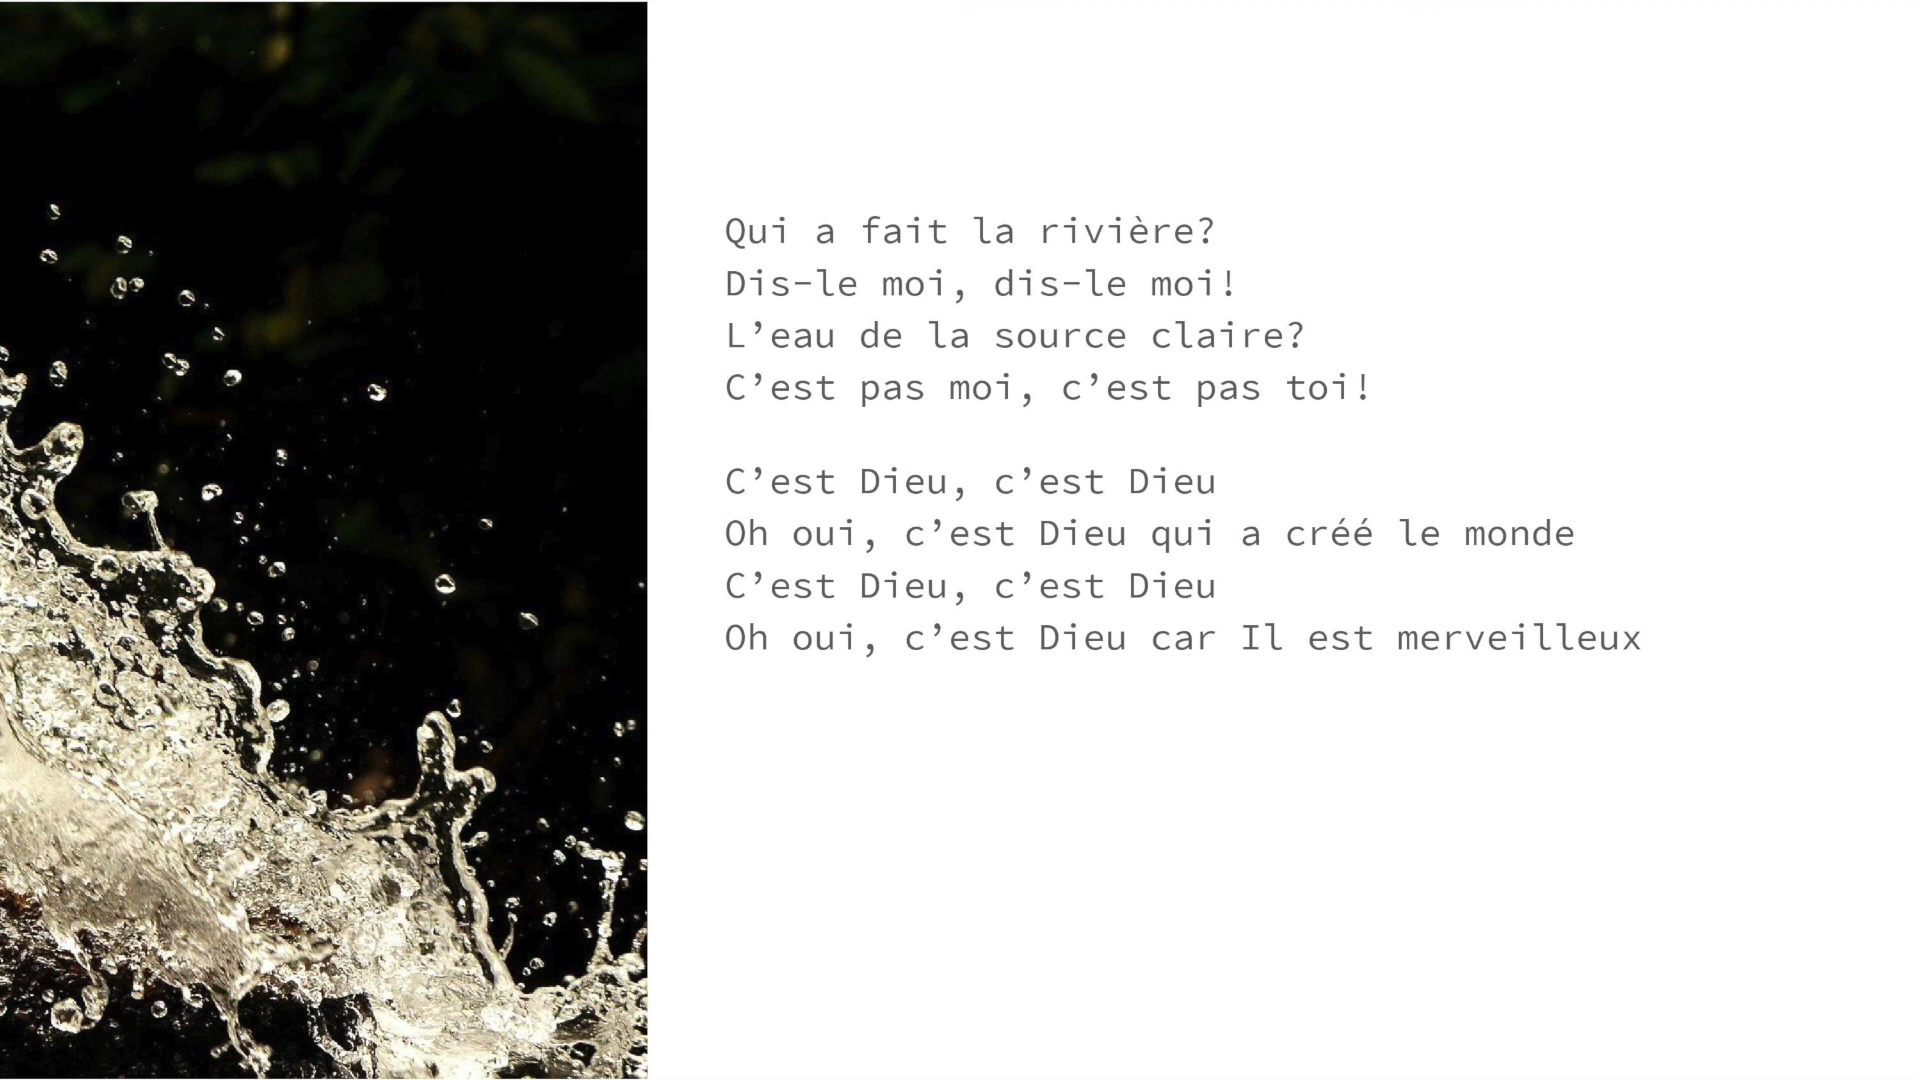 Qui a fait la rivière?
Dis-le moi, dis-le moi!
L’eau de la source claire?
C’est pas moi, c’est pas toi!
C’est Dieu, c’est Dieu
Oh oui, c’est Dieu qui a créé le monde
C’est Dieu, c’est Dieu
Oh oui, c’est Dieu car Il est merveilleux